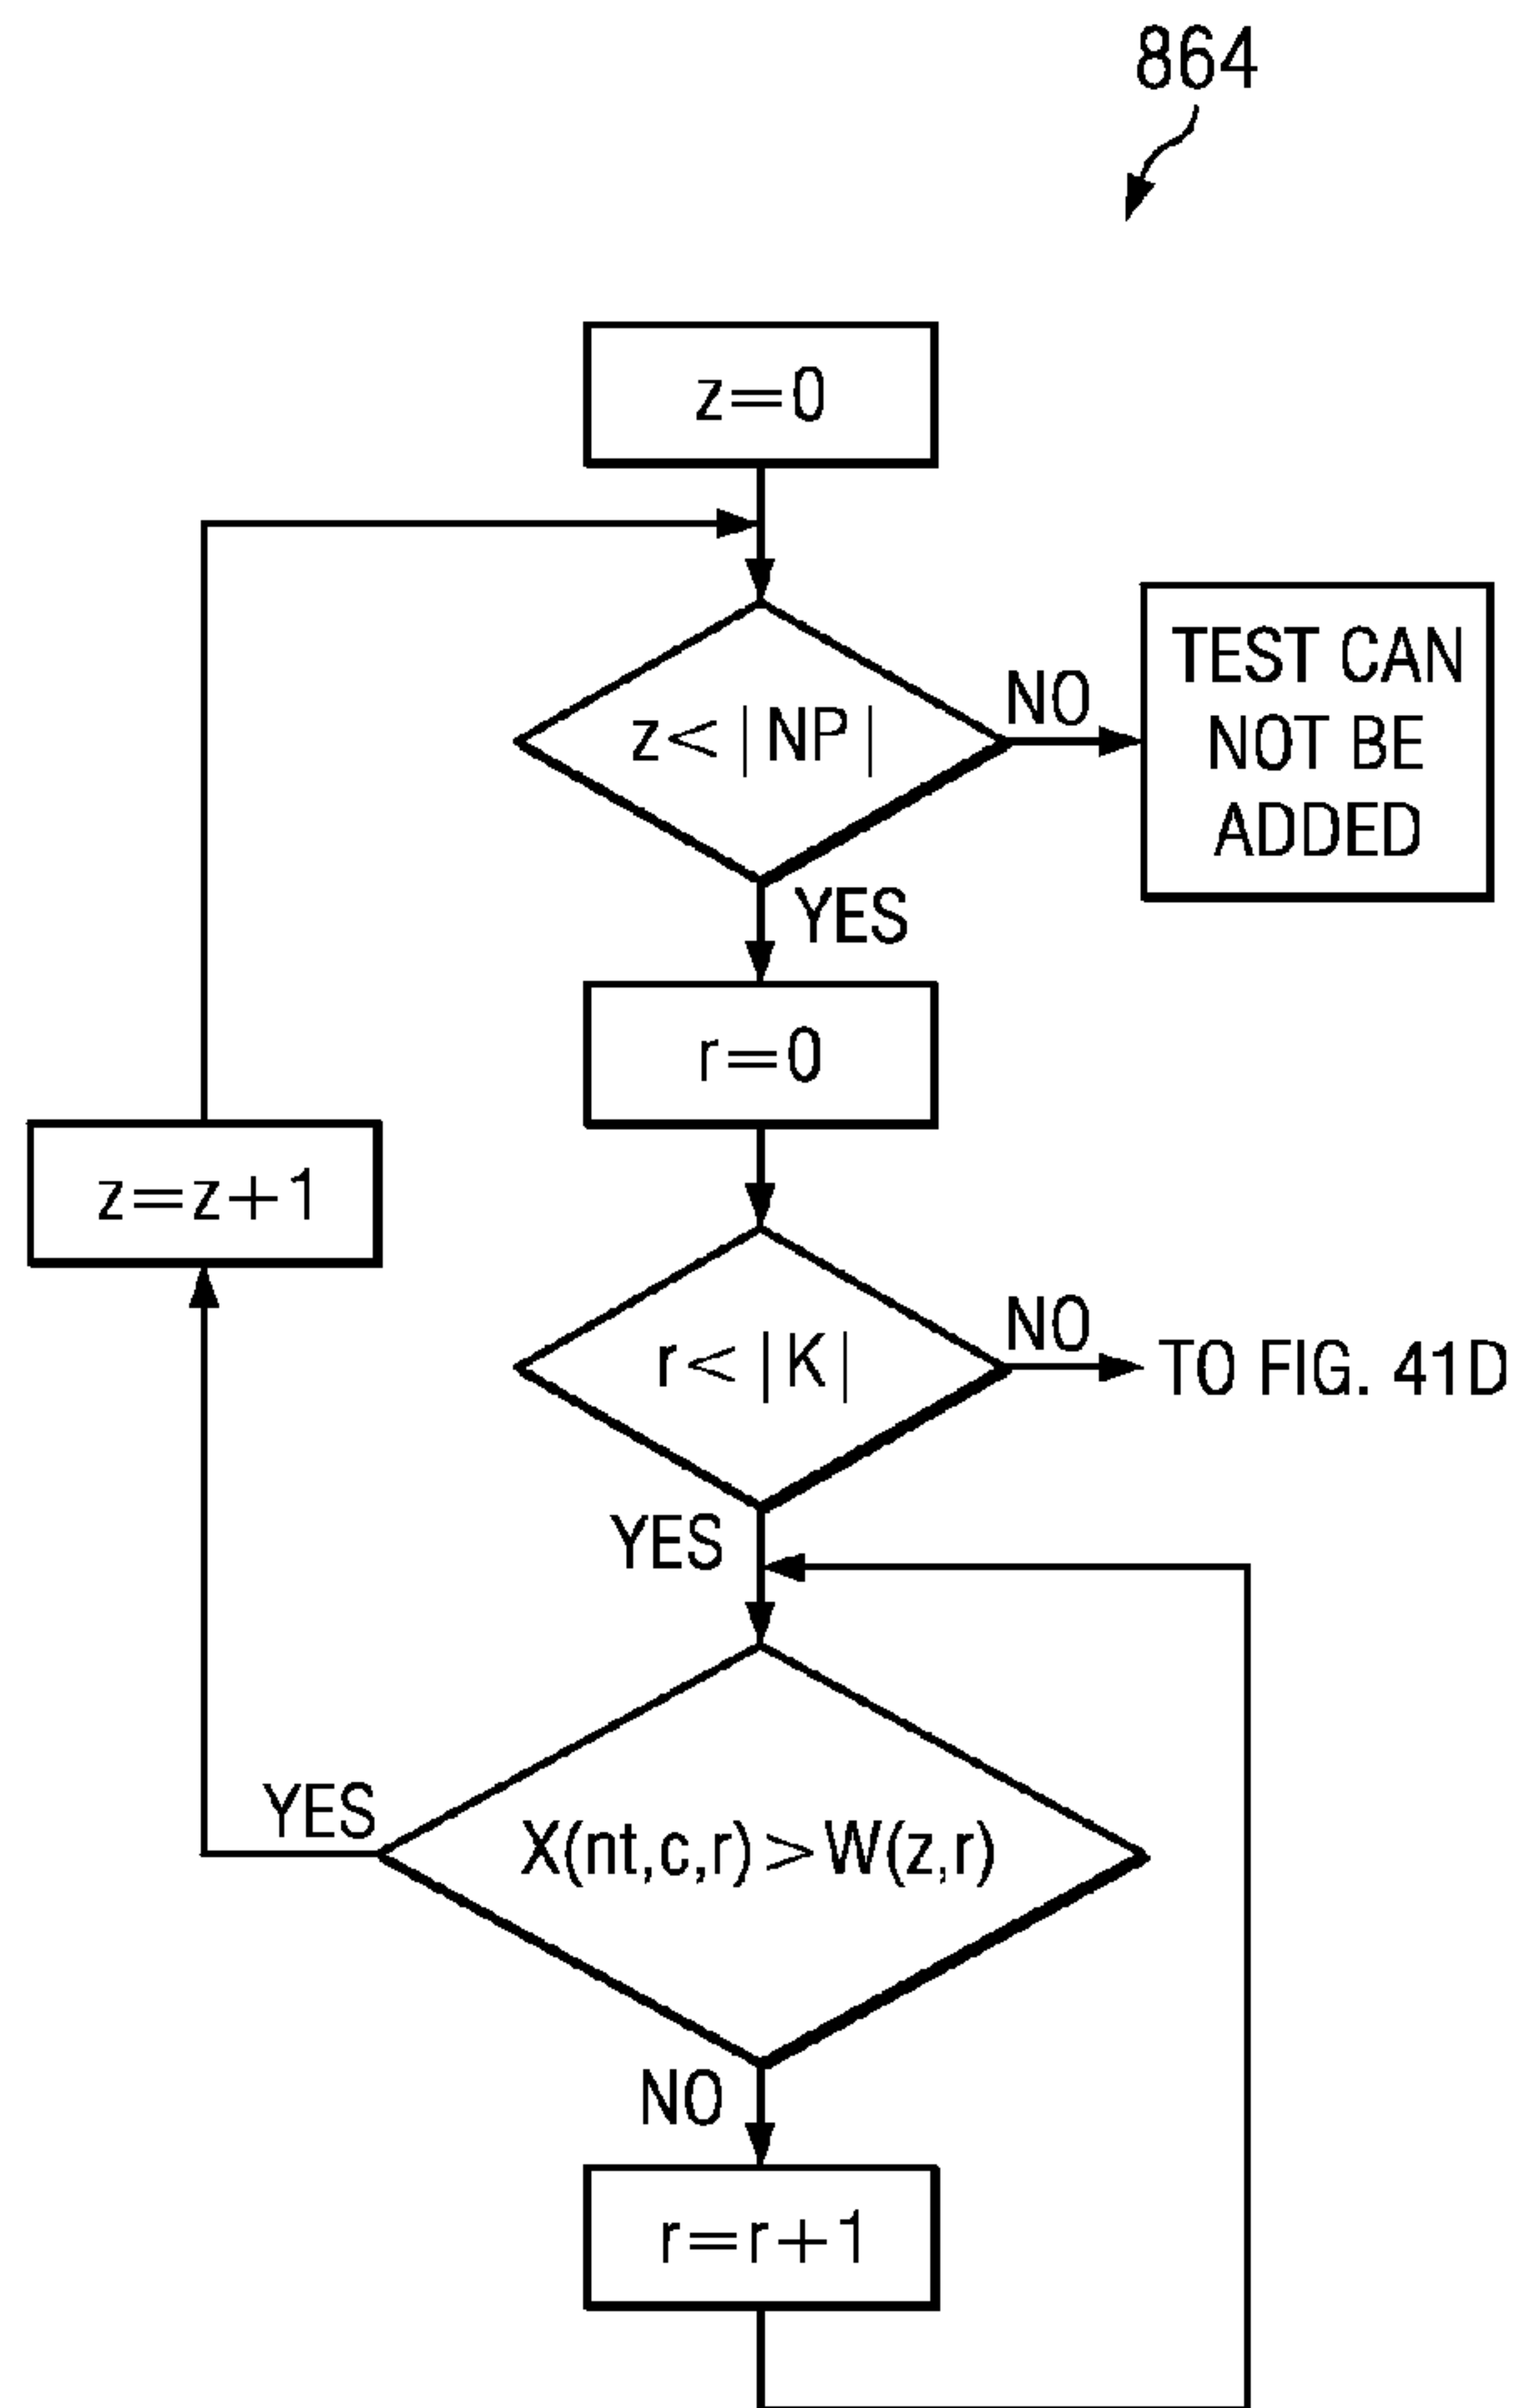 864
z=0
z<|NP|
NO
TEST CAN
NOT BE
ADDED
YES
r=0
z=z+1
r<|K|
NO
TO FIG. 41D
YES
X(nt,c,r)>W(z,r)
YES
NO
r=r+1